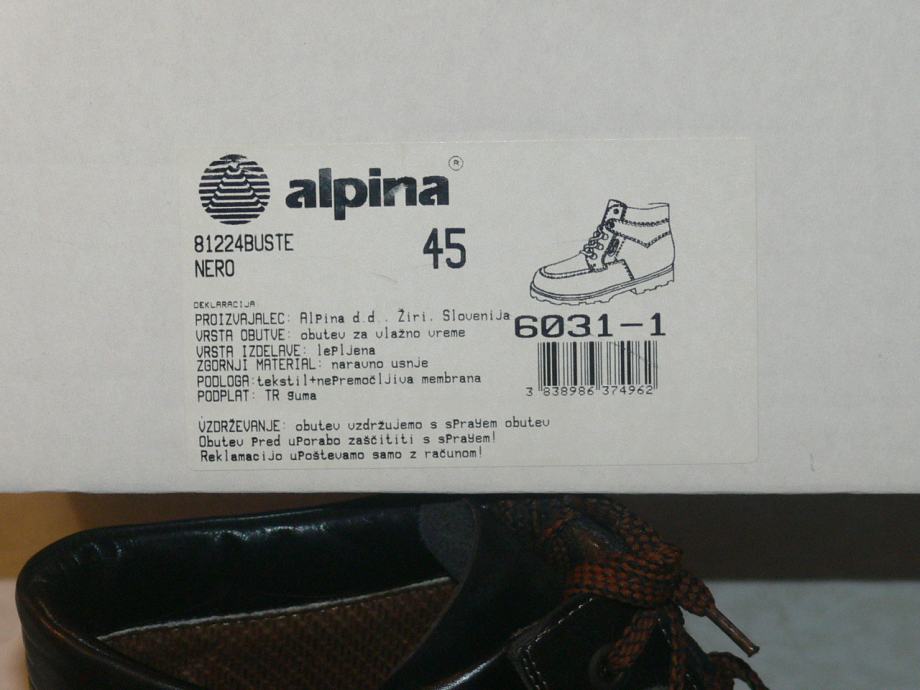 alpina®
81224BUSTE
45
NERO
DEKLARACIJA:
PROIZVAJALEC: Alpina d.d., Žiri, Slovenija
6031-1
VRSTA OBUTVE: obutev za vlažno vreme
VRSTA IZDELAVE: lepljena
ZGORNJI MATERIAL: naravno usnje
PODLOGA:tekstil+nepremočljiva membrana
PODPLAT: TR guma
3 838986 374962
VZDRŽEVANJE: obutev vzdržujemo s sprayem obutev
Obutev pred uporabo zaščititi s sprayem!
Reklamacijo upoštevamo samo z računom!